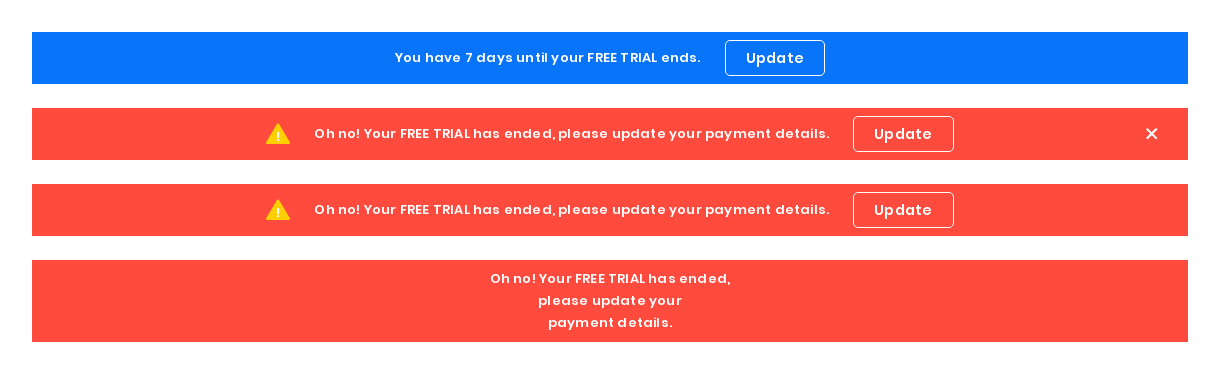 You have 7 days until your FREE TRIAL ends. Update
Oh no! Your FREE TRIAL has ended, please update your payment details. Update
Oh no! Your FREE TRIAL has ended, please update your payment details. Update
Oh no! Your FREE TRIAL has ended,
please update your
payment details.